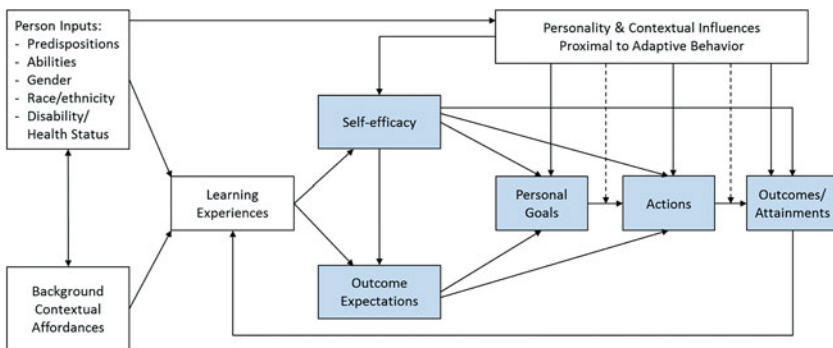 Person Inputs:
- Predispositions
- Abilities
- Gender
- Race/ethnicity
- Disability/
Health Status
Personality & Contextual Influences
Proximal to Adaptive Behavior
Self-efficacy
Learning
Experiences
Personal
Goals
Actions
Outcomes/
Attainments
Outcome
Expectations
Background
Contextual
Affordances